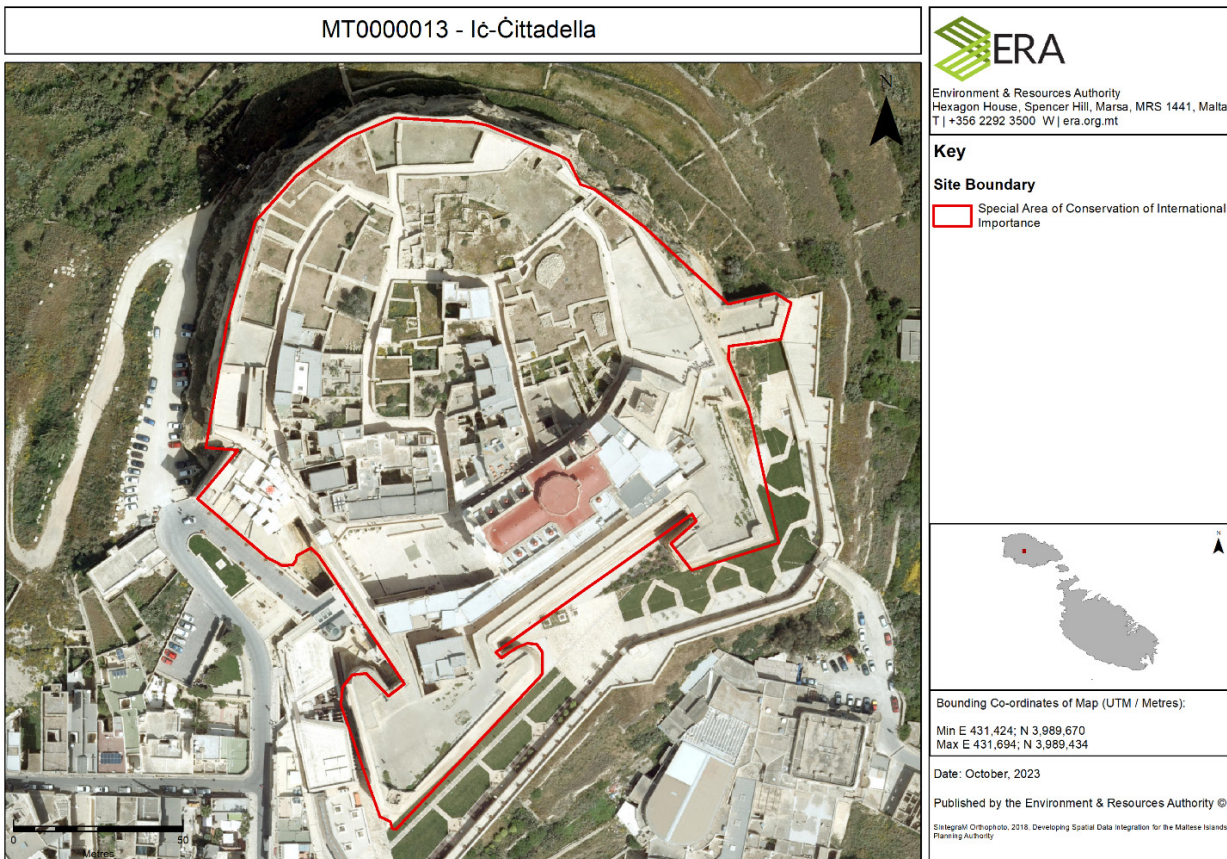 MT0000013 - Iċ-Ċittadella
N
ERA
Environment & Resources Authority
Hexagon House, Spencer Hill, Marsa, MRS 1441, Malta
T | +356 2292 3500 W | era.org.mt
Key
Site Boundary
Special Area of Conservation of International
Importance
N
Bounding Co-ordinates of Map (UTM / Metres):
Min E 431,424; N 3,989,670
Max E 431,694; N 3,989,434
Date: October, 2023
Published by the Environment & Resources Authority ©
SintegraM Orthophoto, 2018. Developing Spatial Data Integration for the Maltese Islands,
Planning Authority
0 50
Metres